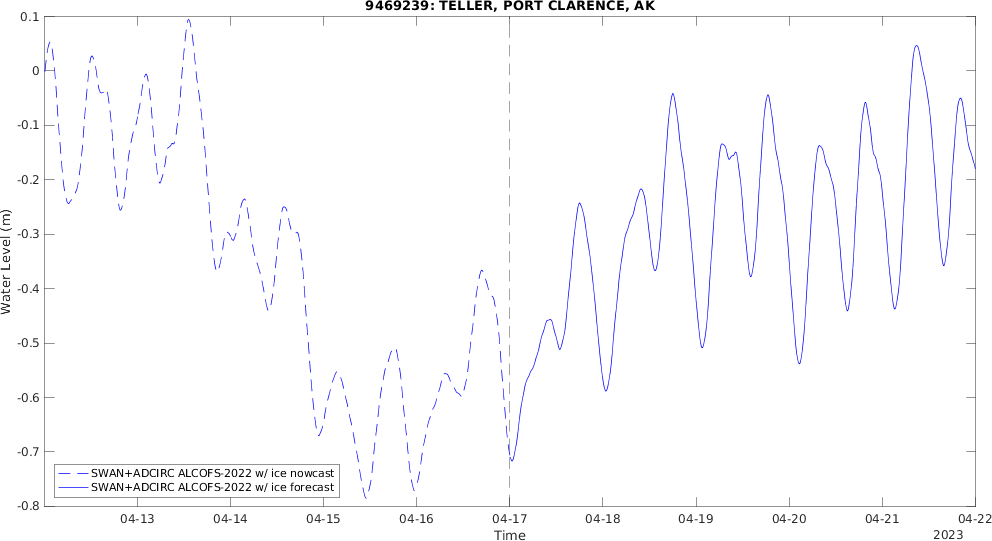 9469239: TELLER, PORT CLARENCE, AK
0.1
0
-0.1
-0.2
-0.3
-0.4
-0.5
-0.6
-0.7
-0.8
Water Level (m)
SWAN+ADCIRC ALCOFS-2022 w/ ice nowcast
SWAN+ADCIRC ALCOFS-2022 w/ ice forecast
04-13 04-14 04-15 04-16 04-17 04-18 04-19 04-20 04-21 04-22
Time
2023